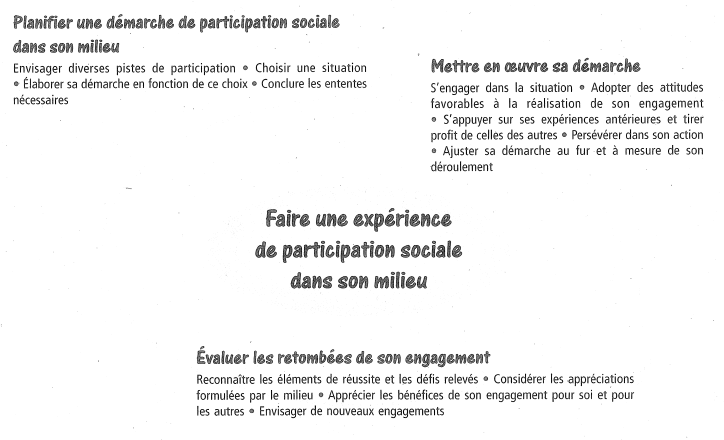 Planifier une démarche de participation sociale
dans son milieu
Envisager diverses pistes de participation • Choisir une situation
• Élaborer sa démarche en fonction de ce choix • Conclure les ententes
nécessaires
Mettre en œuvre sa démarche
S'engager dans la situation • Adopter des attitudes
favorables à la réalisation de son engagement
• S'appuyer sur ses expériences antérieures et tirer
profit de celles des autres • Persévérer dans son action
• Ajuster sa démarche au fur et à mesure de son
déroulement
Faire une expérience
de participation sociale
dans son milieu
Évaluer les retombées de son engagement
Reconnaître les éléments de réussite et les défis relevés • Considérer les appréciations
formulées par le milieu • Apprécier les bénéfices de son engagement pour soi et pour
les autres • Envisager de nouveaux engagements